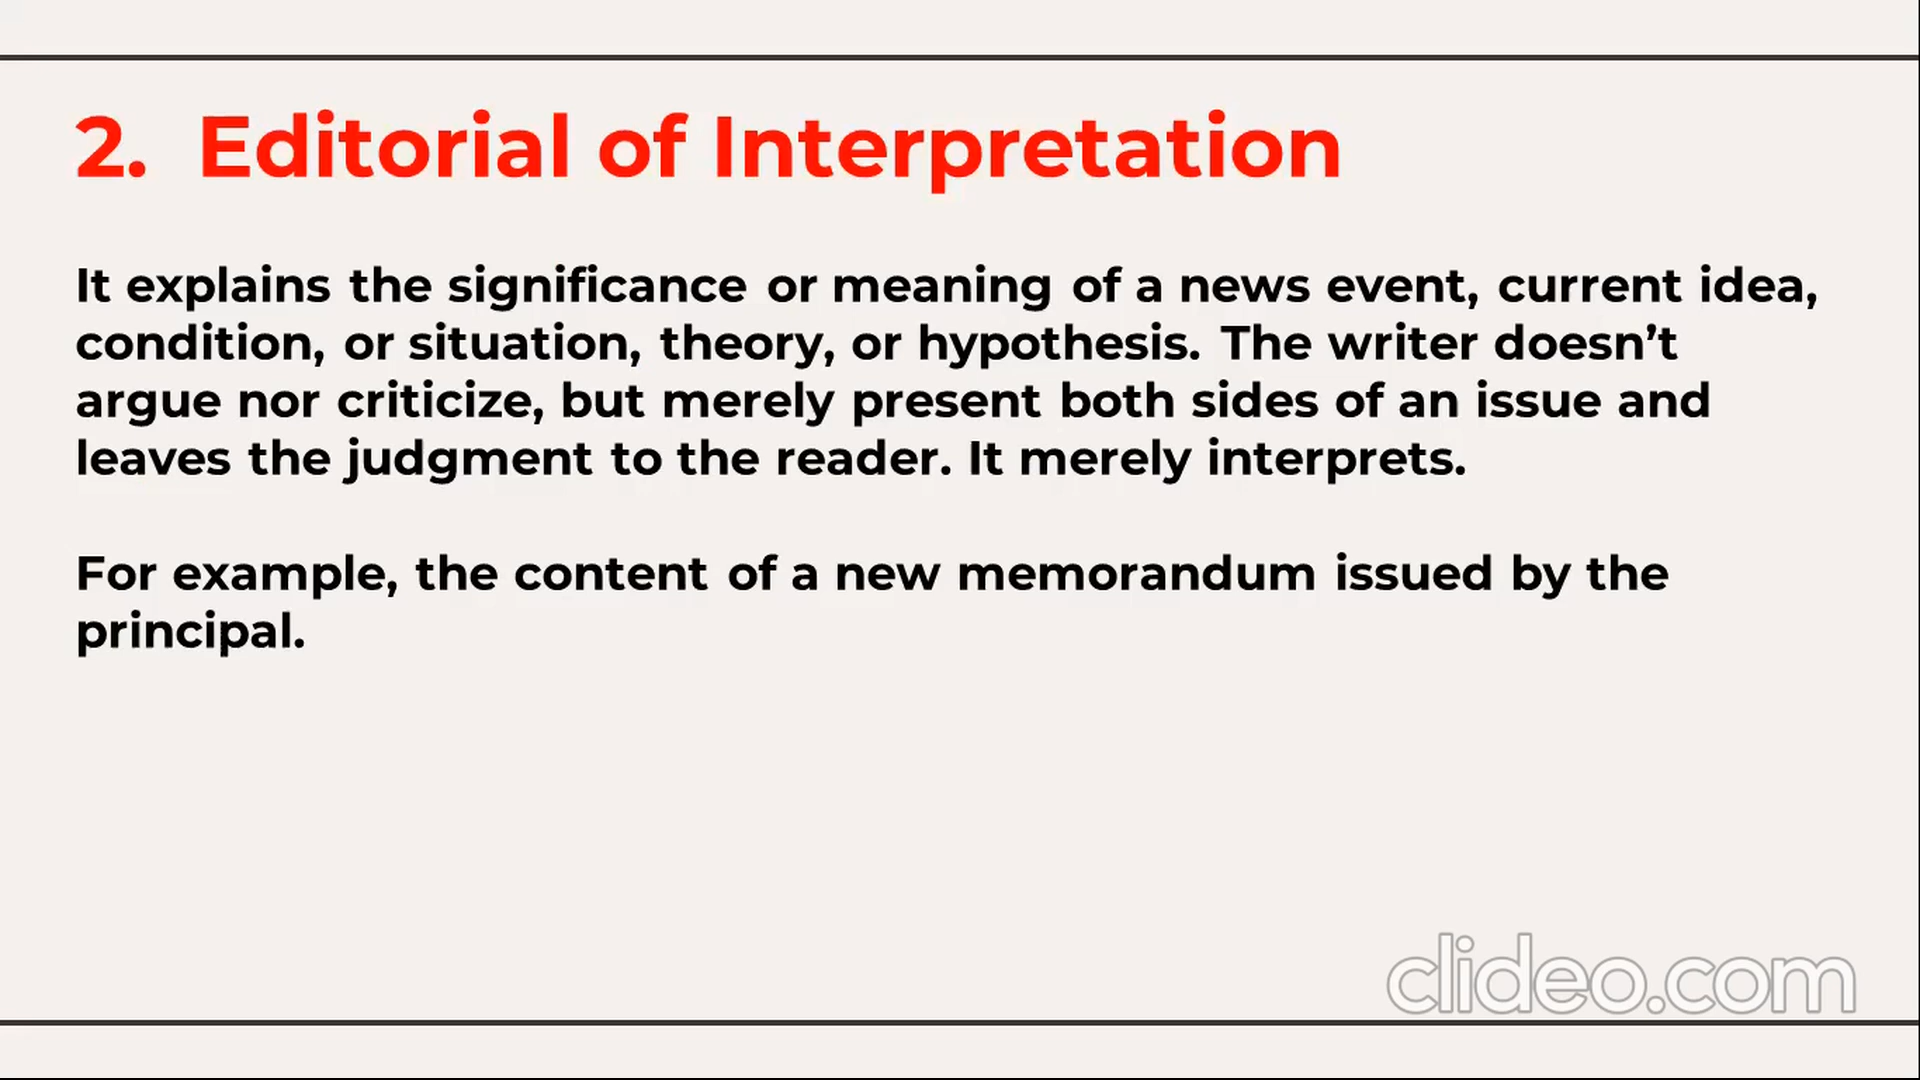 2. Editorial of Interpretation
It explains the significance or meaning of a news event, current idea,
condition, or situation, theory, or hypothesis. The writer doesn’t
argue nor criticize, but merely present both sides of an issue and
leaves the judgment to the reader. It merely interprets.
For example, the content of a new memorandum issued by the
principal.
clideo.com